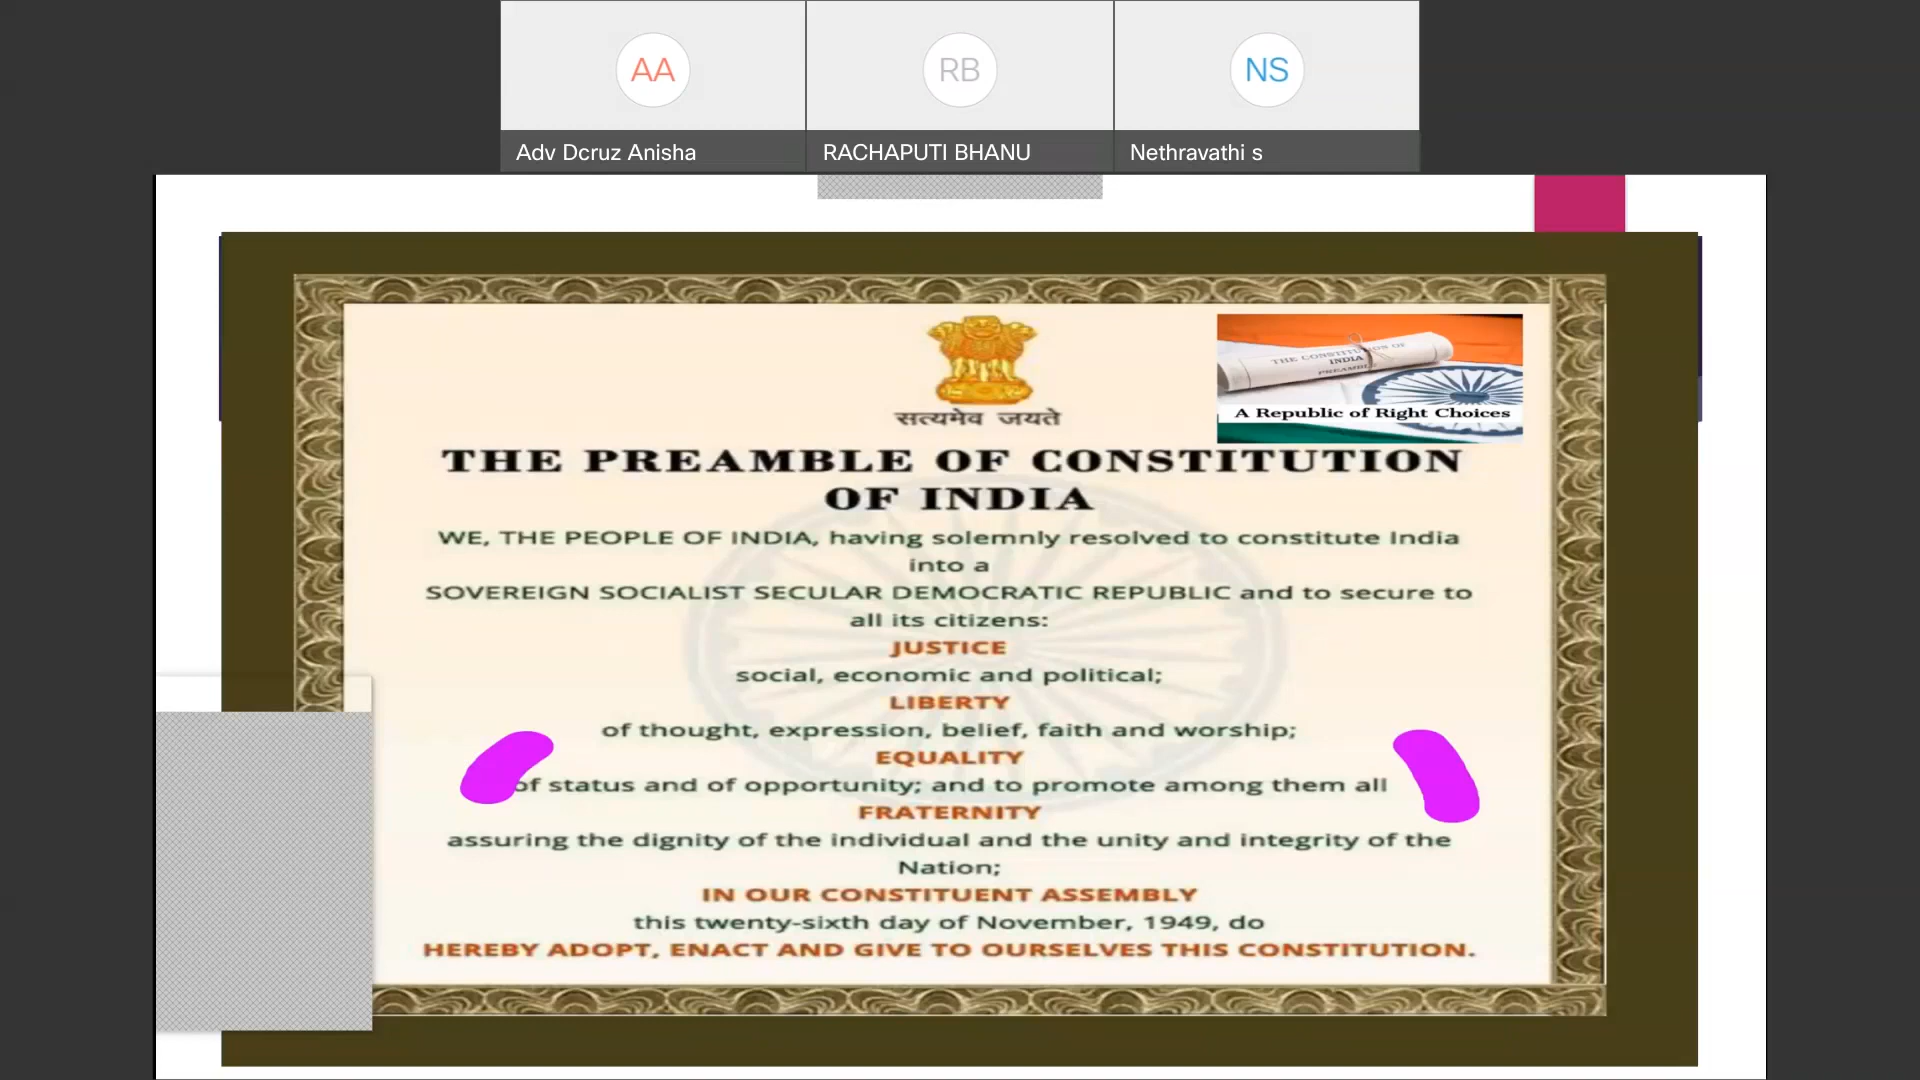 AA
RB
NS
Adv Dcruz Anisha
RACHAPUTI BHANU
Nethravathi s
THE CONSTITUTION OF
INDIA
PREAMBLE
A Republic of Right Choices
सत्यमेव जयते
THE PREAMBLE OF CONSTITUTION
OF INDIA
WE, THE PEOPLE OF INDIA, having solemnly resolved to constitute India
into a
SOVEREIGN SOCIALIST SECULAR DEMOCRATIC REPUBLIC and to secure to
all its citizens:
JUSTICE
social, economic and political;
LIBERTY
of thought, expression, belief, faith and worship;
EQUALITY
of status and of opportunity; and to promote among them all
FRATERNITY
assuring the dignity of the individual and the unity and integrity of the
Nation;
IN OUR CONSTITUENT ASSEMBLY
this twenty-sixth day of November, 1949, do
HEREBY ADOPT, ENACT AND GIVE TO OURSELVES THIS CONSTITUTION.